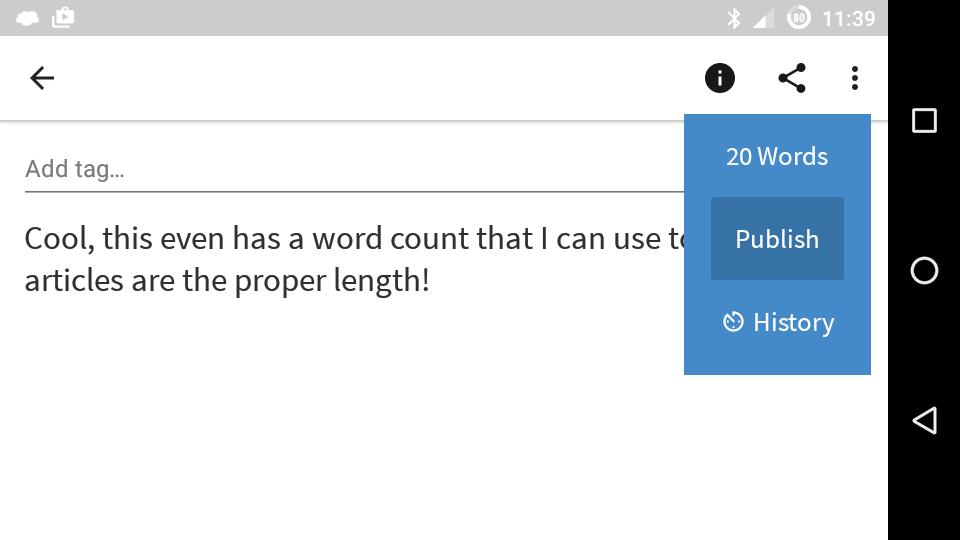 80 11:39
Add tag...
20 Words
Cool, this even has a word count that I can use
articles are the proper length!
Publish
History